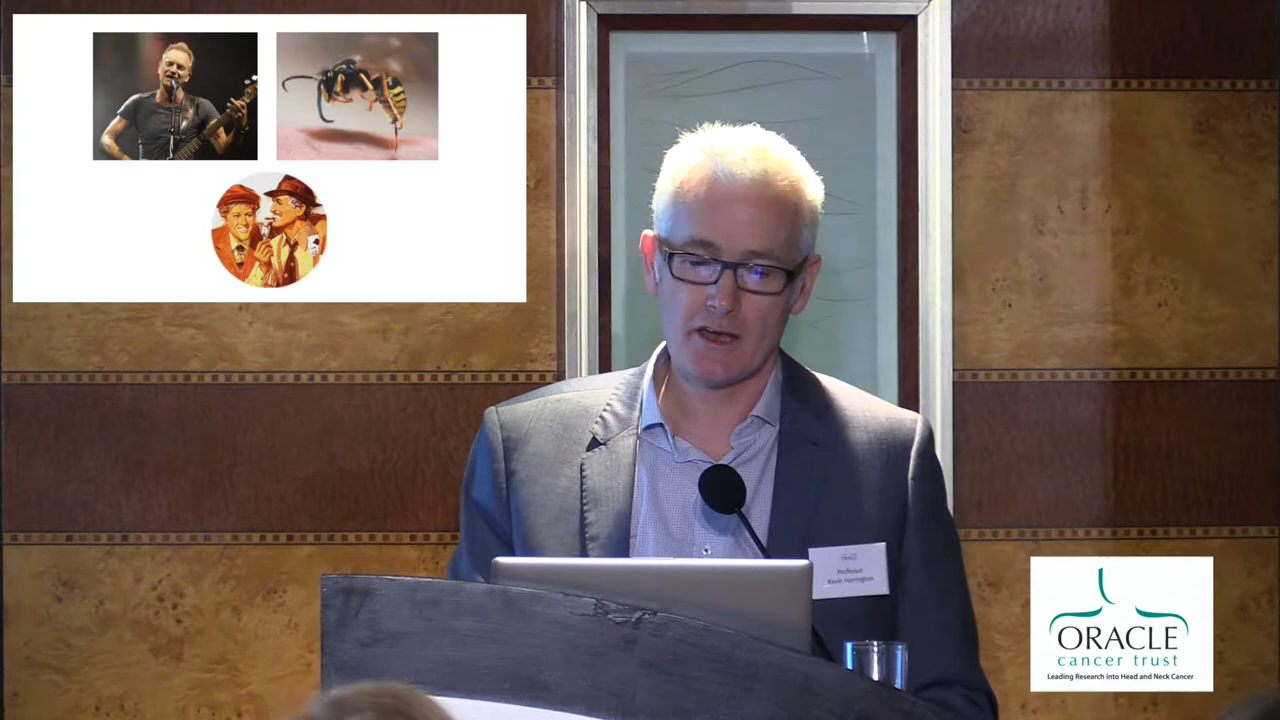 Professor
Kevin Harrington
ORACLE
cancer trust
Leading Research into Head and Neck Cancer